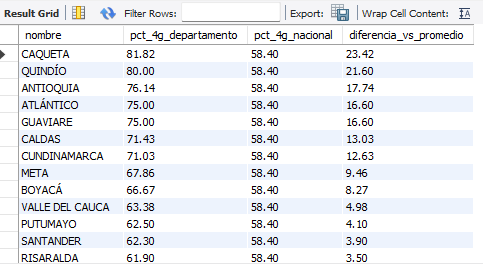 Result Grid Filter Rows: Export: Wrap Cell Content:
nombre pct_4g_departamento pct_4g_nacional diferencia_vs_promedio
CAQUETA 81.82 58.40 23.42
QUINDÍO 80.00 58.40 21.60
ANTIOQUIA 76.14 58.40 17.74
ATLÁNTICO 75.00 58.40 16.60
GUAVIARE 75.00 58.40 16.60
CALDAS 71.43 58.40 13.03
CUNDINAMARCA 71.03 58.40 12.63
META 67.86 58.40 9.46
BOYACÁ 66.67 58.40 8.27
VALLE DEL CAUCA 63.38 58.40 4.98
PUTUMAYO 62.50 58.40 4.10
SANTANDER 62.30 58.40 3.90
RISARALDA 61.90 58.40 3.50